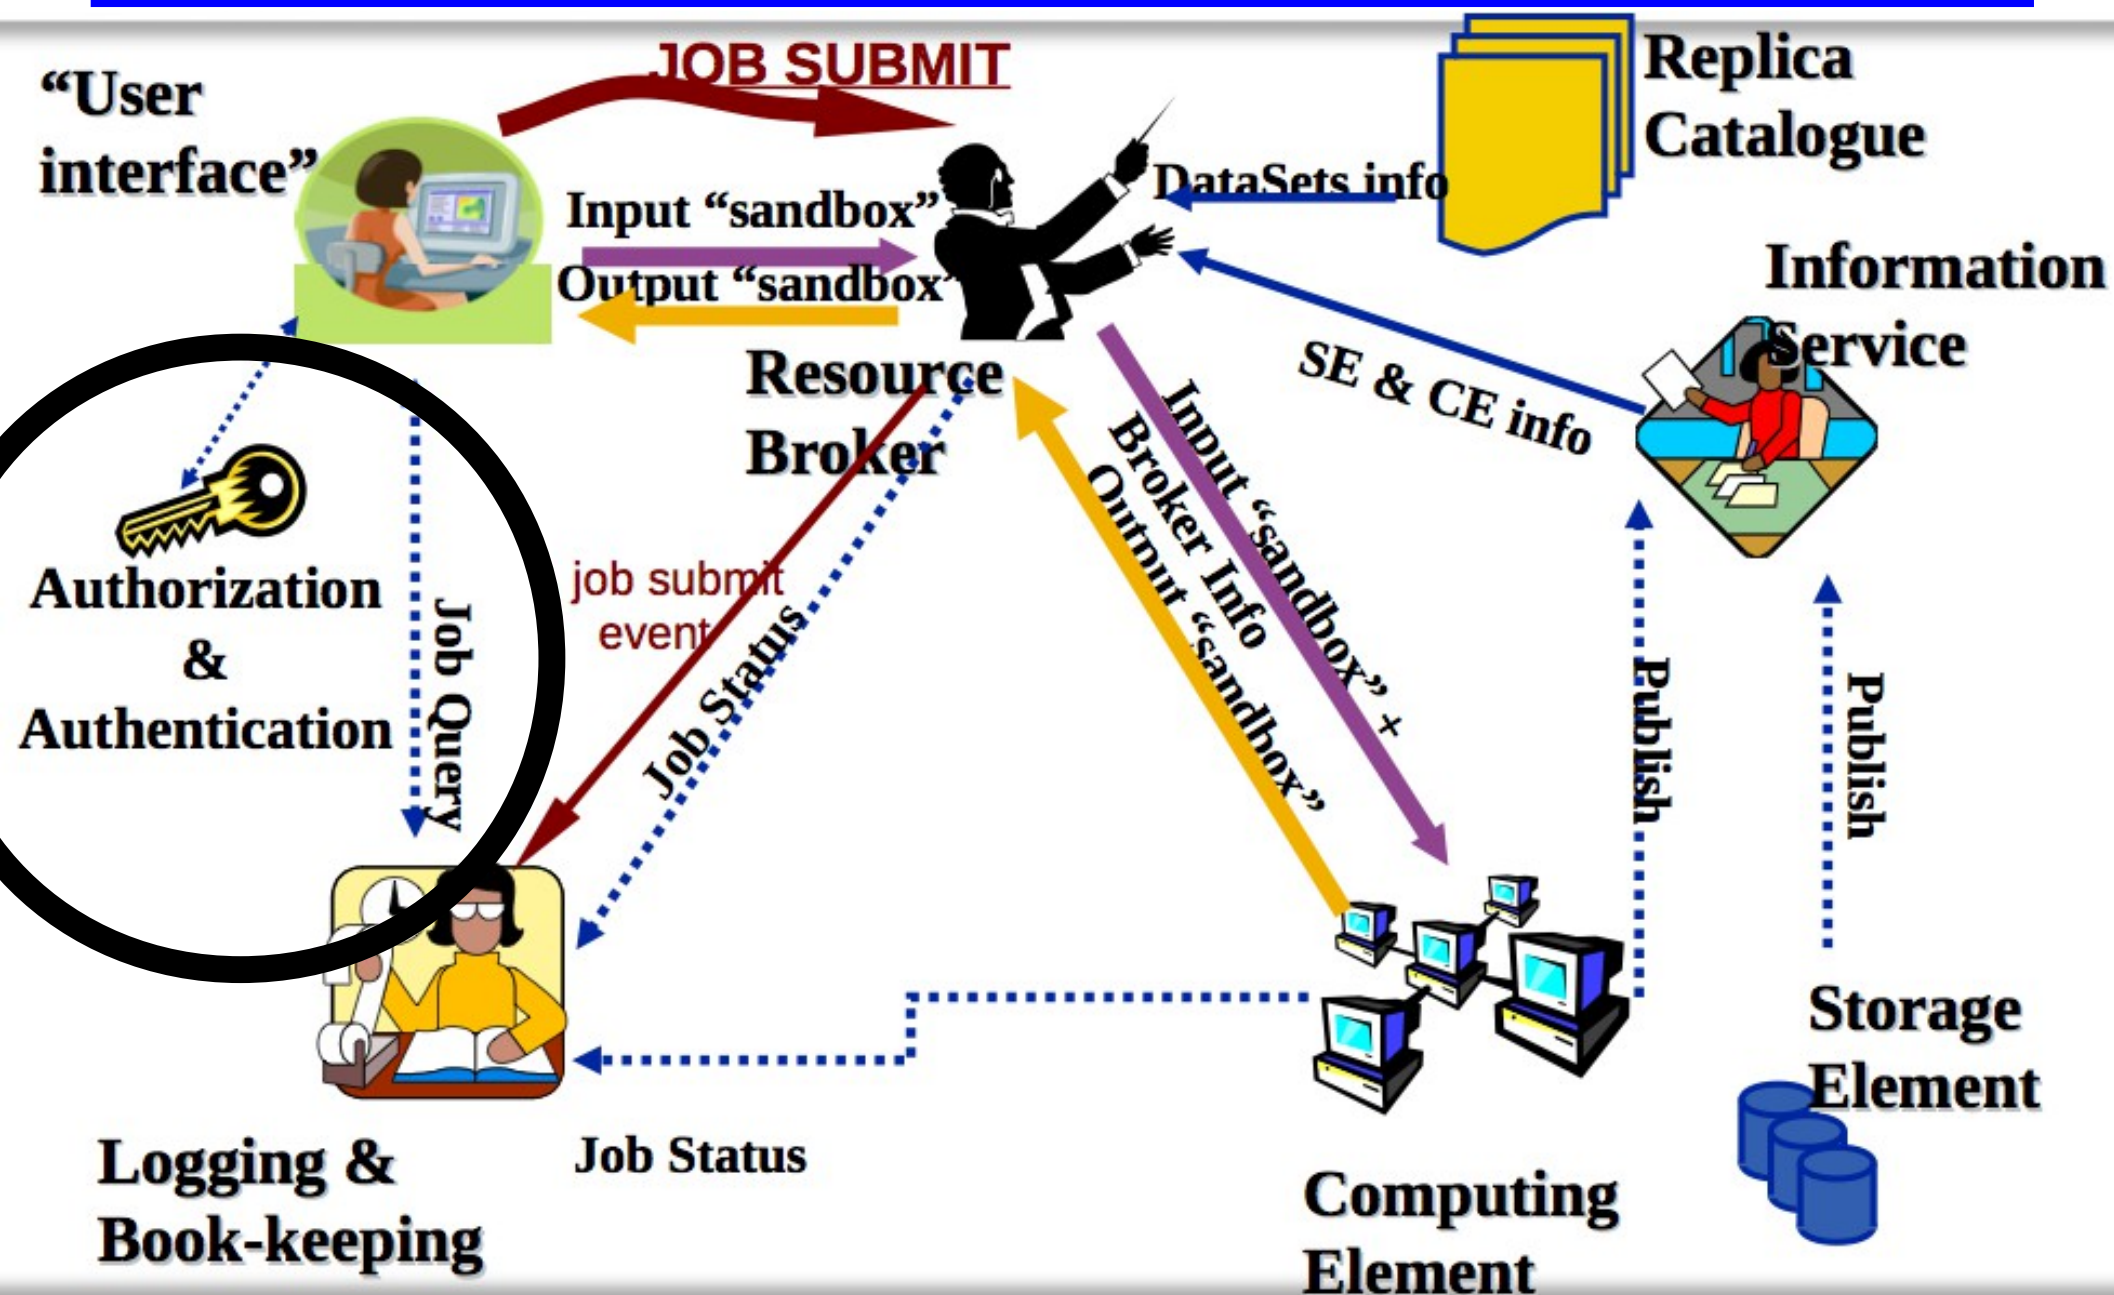 JOB SUBMIT
“User
interface”
Replica
Catalogue
DataSets info
Input “sandbox”
Output “sandbox”
Information
Service
Resource
Broker
SE & CE info
Input “sandbox” +
Broker Info
Output “sandbox”
Authorization
&
Authentication
Job Query
job submit
event
Job Status
Publish
Publish
Storage
Element
Logging &
Book-keeping
Job Status
Computing
Element